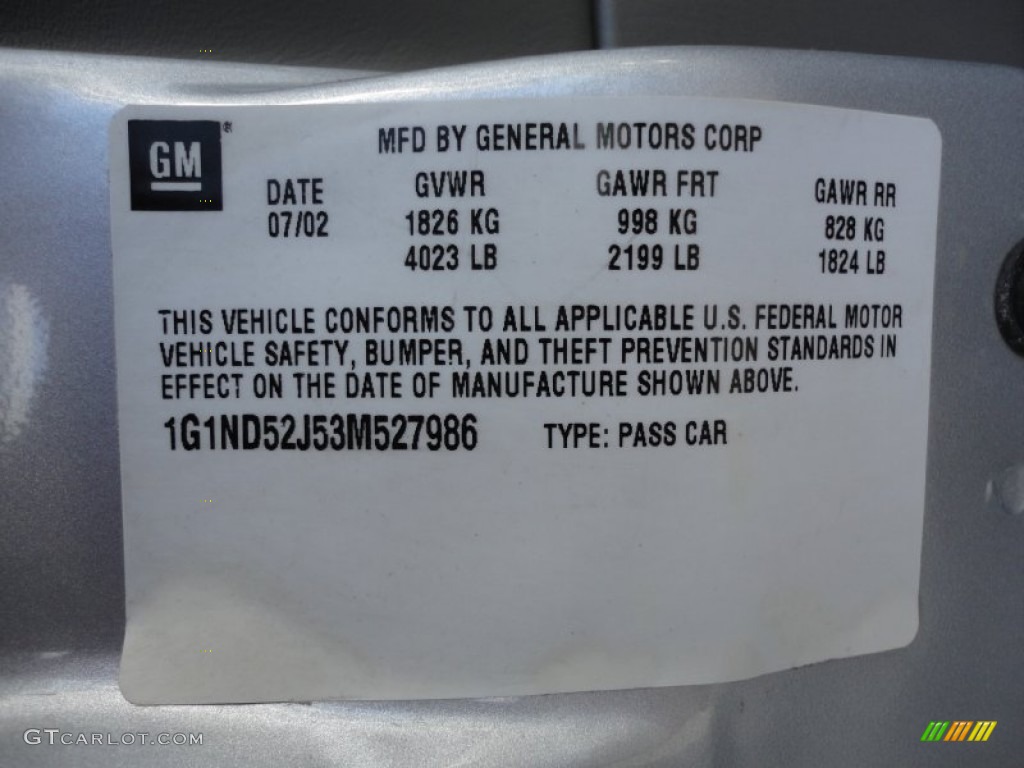 GM®
MFD BY GENERAL MOTORS CORP
DATE GVWR GAWR FRT GAWR RR
07/02 1826 KG 998 KG 828 KG
4023 LB 2199 LB 1824 LB
THIS VEHICLE CONFORMS TO ALL APPLICABLE U.S. FEDERAL MOTOR
VEHICLE SAFETY, BUMPER, AND THEFT PREVENTION STANDARDS IN
EFFECT ON THE DATE OF MANUFACTURE SHOWN ABOVE.
1G1ND52J53M527986 TYPE: PASS CAR
GTcarlot.com